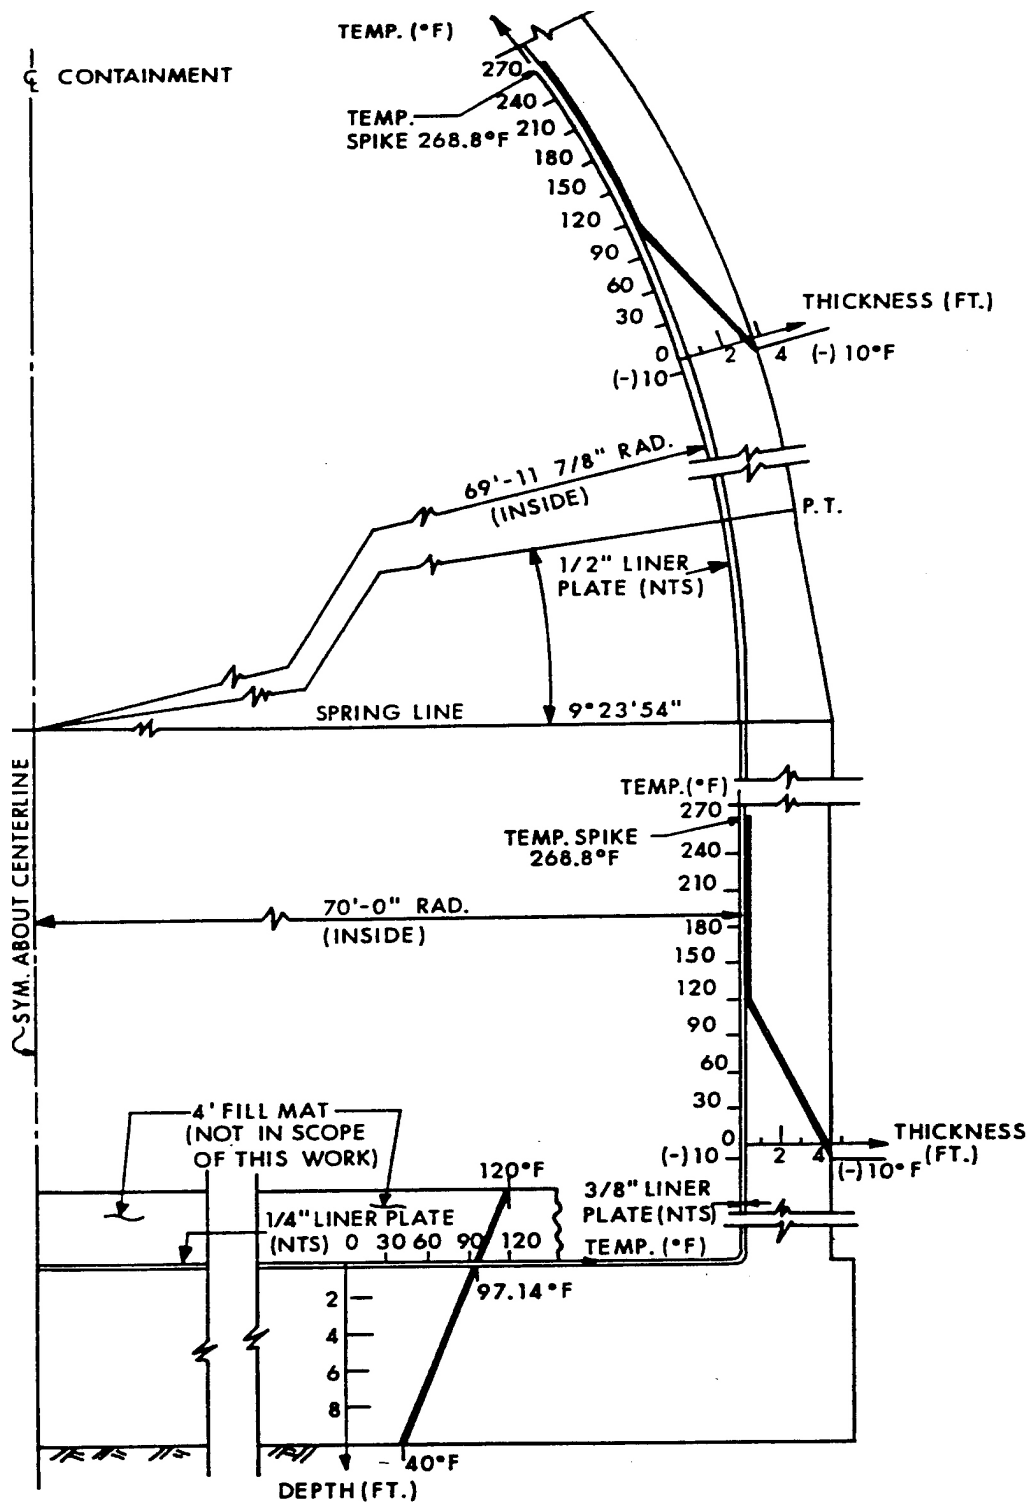 TEMP. (°F)
℄ CONTAINMENT
270
TEMP.
SPIKE 268.8°F
240
210
180
150
120
90
60
30
0
(-)10
THICKNESS (FT.)
2
4
(-)10°F
69'-11 7/8" RAD.
(INSIDE)
P.T.
1/2" LINER
PLATE (NTS)
SPRING LINE
9°23'54"
SYM. ABOUT CENTERLINE
TEMP.(°F)
270
TEMP. SPIKE
268.8°F
240
210
70'-0" RAD.
(INSIDE)
180
150
120
90
60
30
0
(-)10
2
4
THICKNESS
(FT.)
(-)10°F
4' FILL MAT
(NOT IN SCOPE
OF THIS WORK)
120°F
3/8" LINER
PLATE(NTS)
1/4" LINER PLATE
(NTS)
0 30 60 90 120
TEMP. (°F)
97.14°F
2
4
6
8
40°F
DEPTH (FT.)